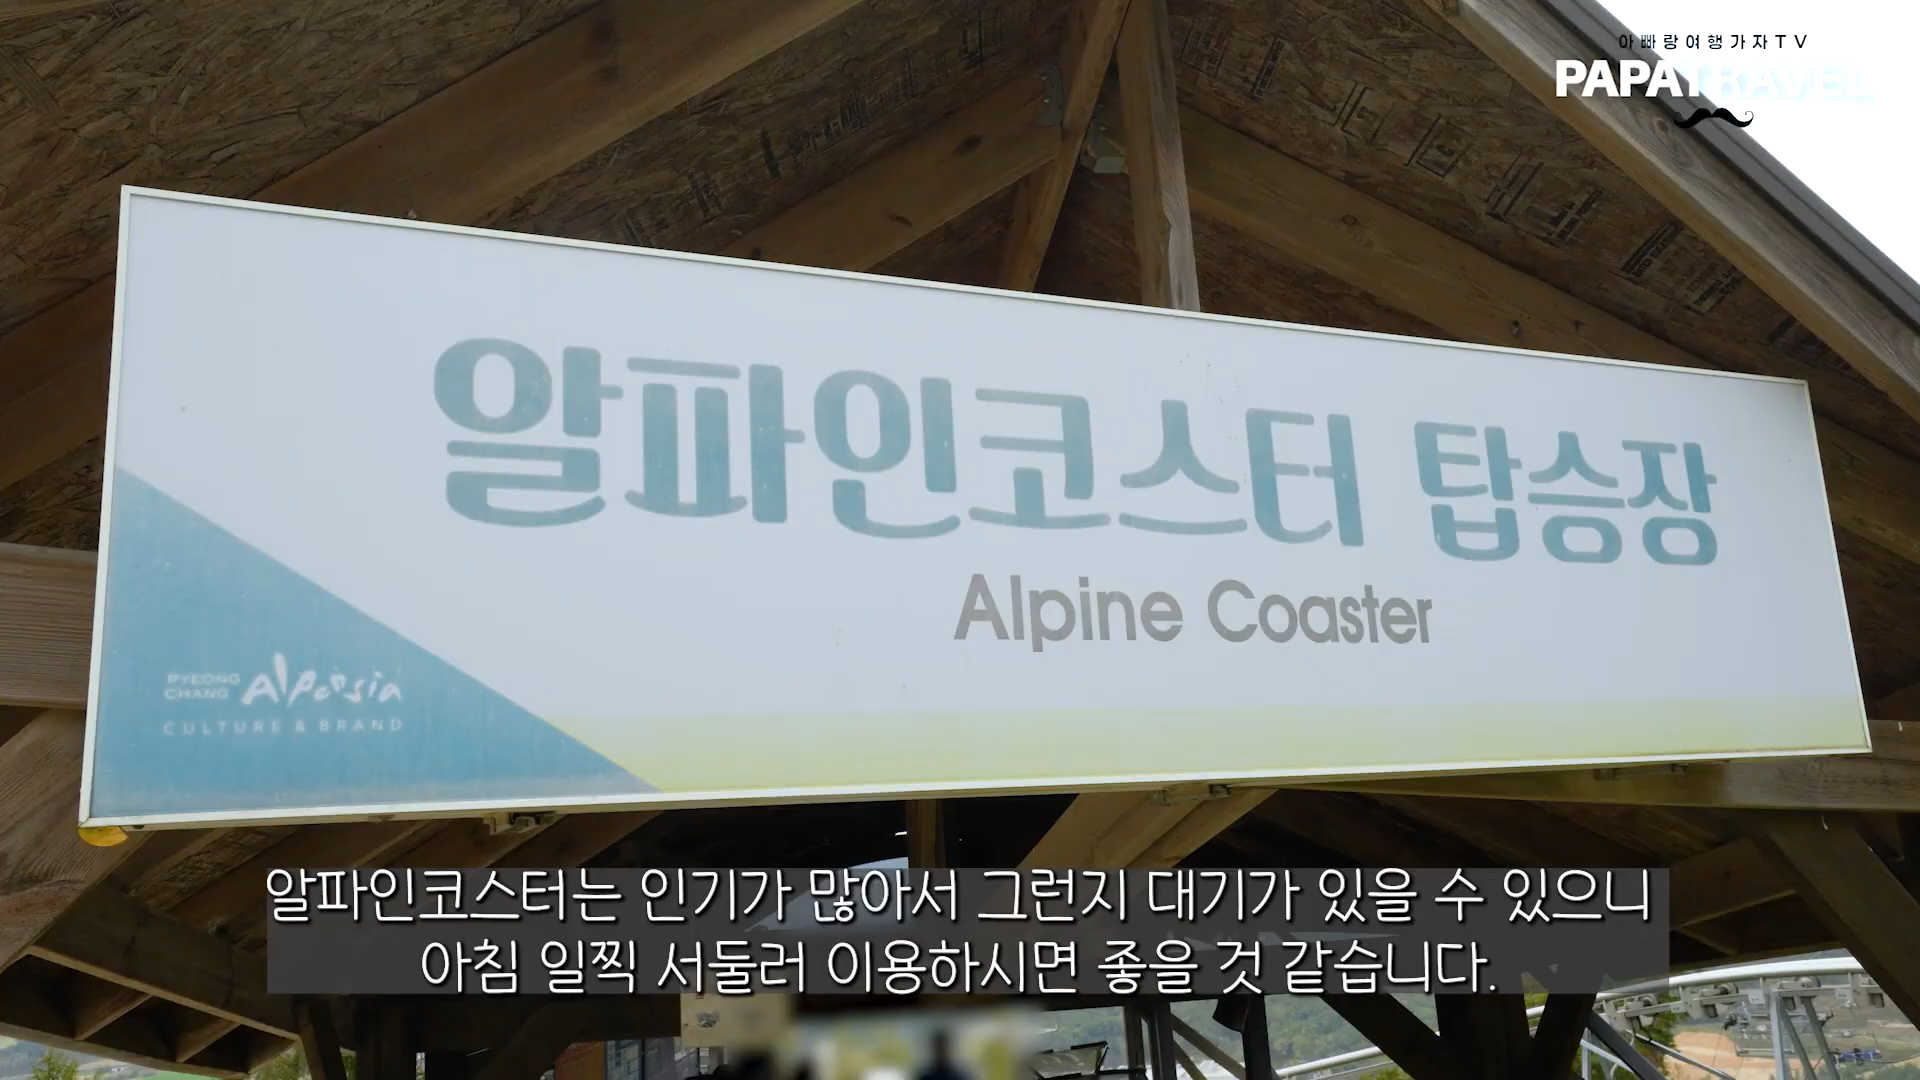 아빠랑여행가자TV
PAPATRAVEL
알파인코스터 탑승장
Alpine Coaster
PYEONG
CHANG
Alpensia
CULTURE & BRAND
알파인코스터는 인기가 많아서 그런지 대기가 있을 수 있으니
아침 일찍 서둘러 이용하시면 좋을 것 같습니다.